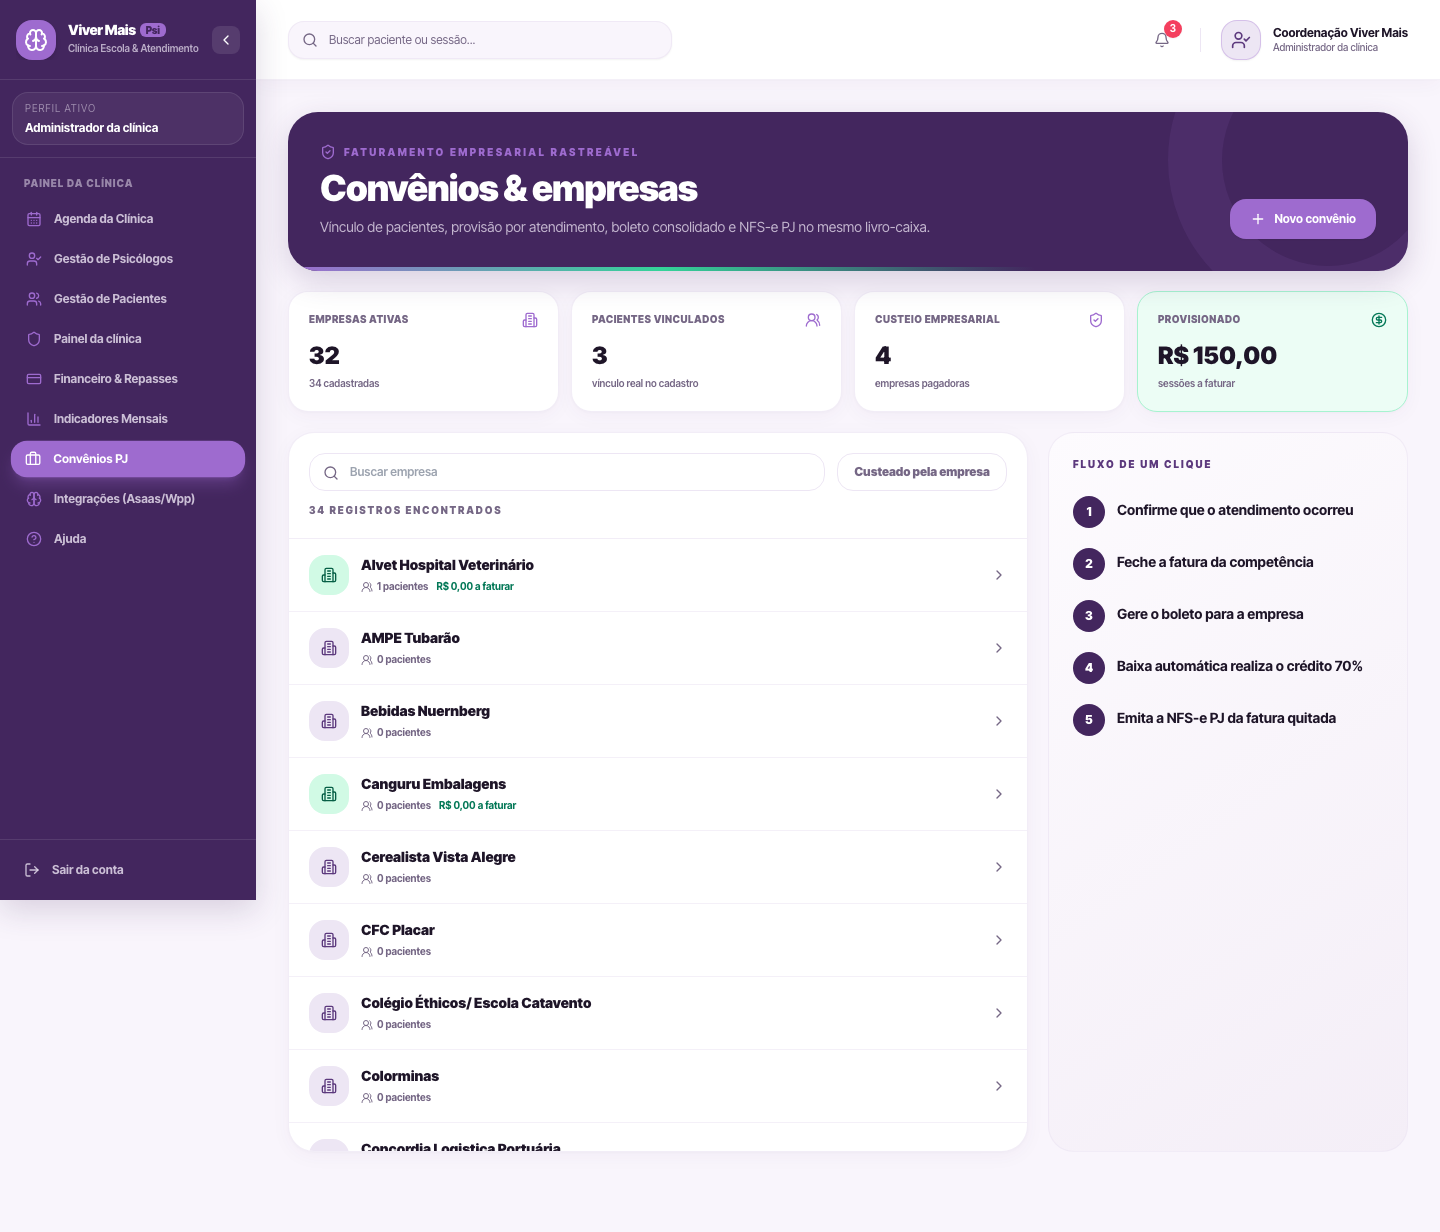 Viver Mais Psi
Clínica Escola & Atendimento
PERFIL ATIVO
Administrador da clínica
PAINEL DA CLÍNICA
Agenda da Clínica
Gestão de Psicólogos
Gestão de Pacientes
Painel da clínica
Financeiro & Repasses
Indicadores Mensais
Convênios PJ
Integrações (Asaas/Wpp)
Ajuda
Sair da conta
Buscar paciente ou sessão...
3
Coordenação Viver Mais
Administrador da clínica
FATURAMENTO EMPRESARIAL RASTREÁVEL
Convênios & empresas
Vínculo de pacientes, provisão por atendimento, boleto consolidado e NFS-e PJ no mesmo livro-caixa.
Novo convênio
EMPRESAS ATIVAS
32
34 cadastradas
PACIENTES VINCULADOS
3
vínculo real no cadastro
CUSTEIO EMPRESARIAL
4
empresas pagadoras
PROVISIONADO
R$ 150,00
sessões a faturar
Buscar empresa
Custeado pela empresa
34 REGISTROS ENCONTRADOS
Alvet Hospital Veterinário
1 pacientes R$ 0,00 a faturar
AMPE Tubarão
0 pacientes
Bebidas Nuernberg
0 pacientes
Canguru Embalagens
0 pacientes R$ 0,00 a faturar
Cerealista Vista Alegre
0 pacientes
CFC Placar
0 pacientes
Colégio Éthicos/ Escola Catavento
0 pacientes
Colorminas
0 pacientes
Concordia Logistica Portuária
FLUXO DE UM CLIQUE
1 Confirme que o atendimento ocorreu
2 Feche a fatura da competência
3 Gere o boleto para a empresa
4 Baixa automática realiza o crédito 70%
5 Emita a NFS-e PJ da fatura quitada